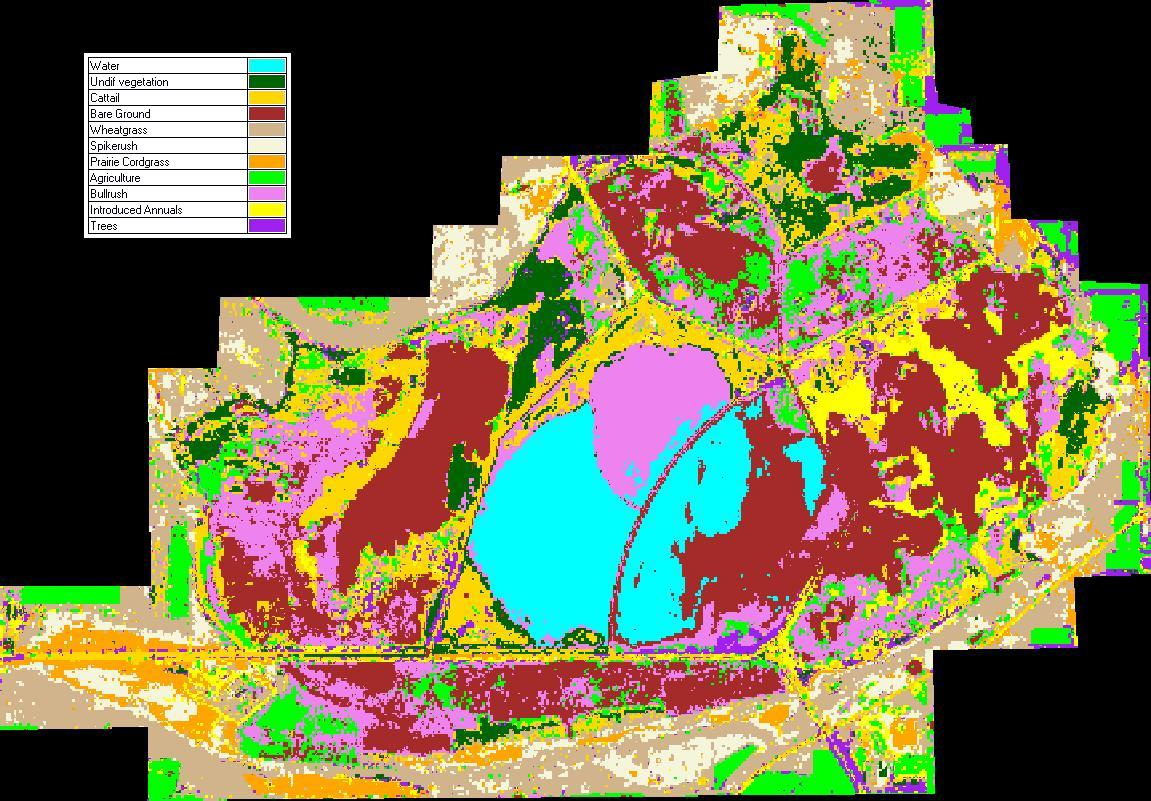 Water
Undif vegetation
Cattail
Bare Ground
Wheatgrass
Spikerush
Prairie Cordgrass
Agriculture
Bullrush
Introduced Annuals
Trees